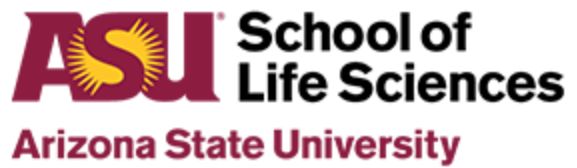 ASU® School of
Life Sciences
Arizona State University